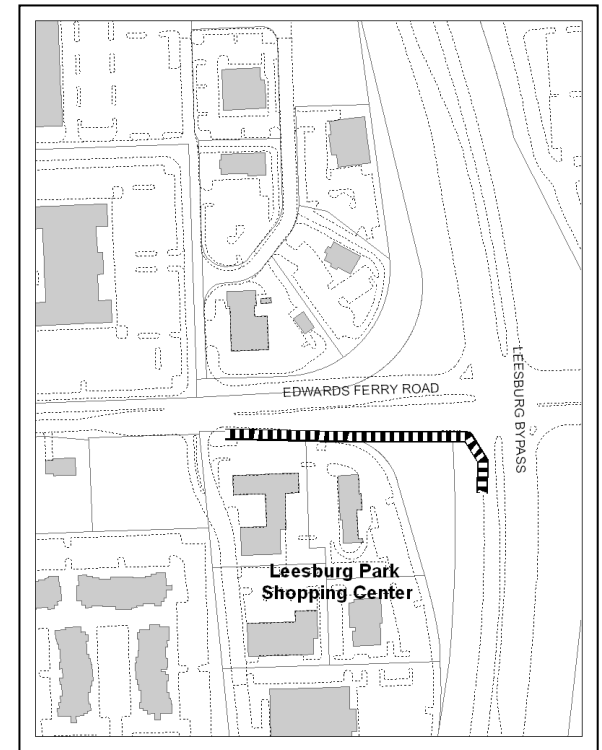 EDWARDS FERRY ROAD
LEESBURG BYPASS
Leesburg Park
Shopping Center